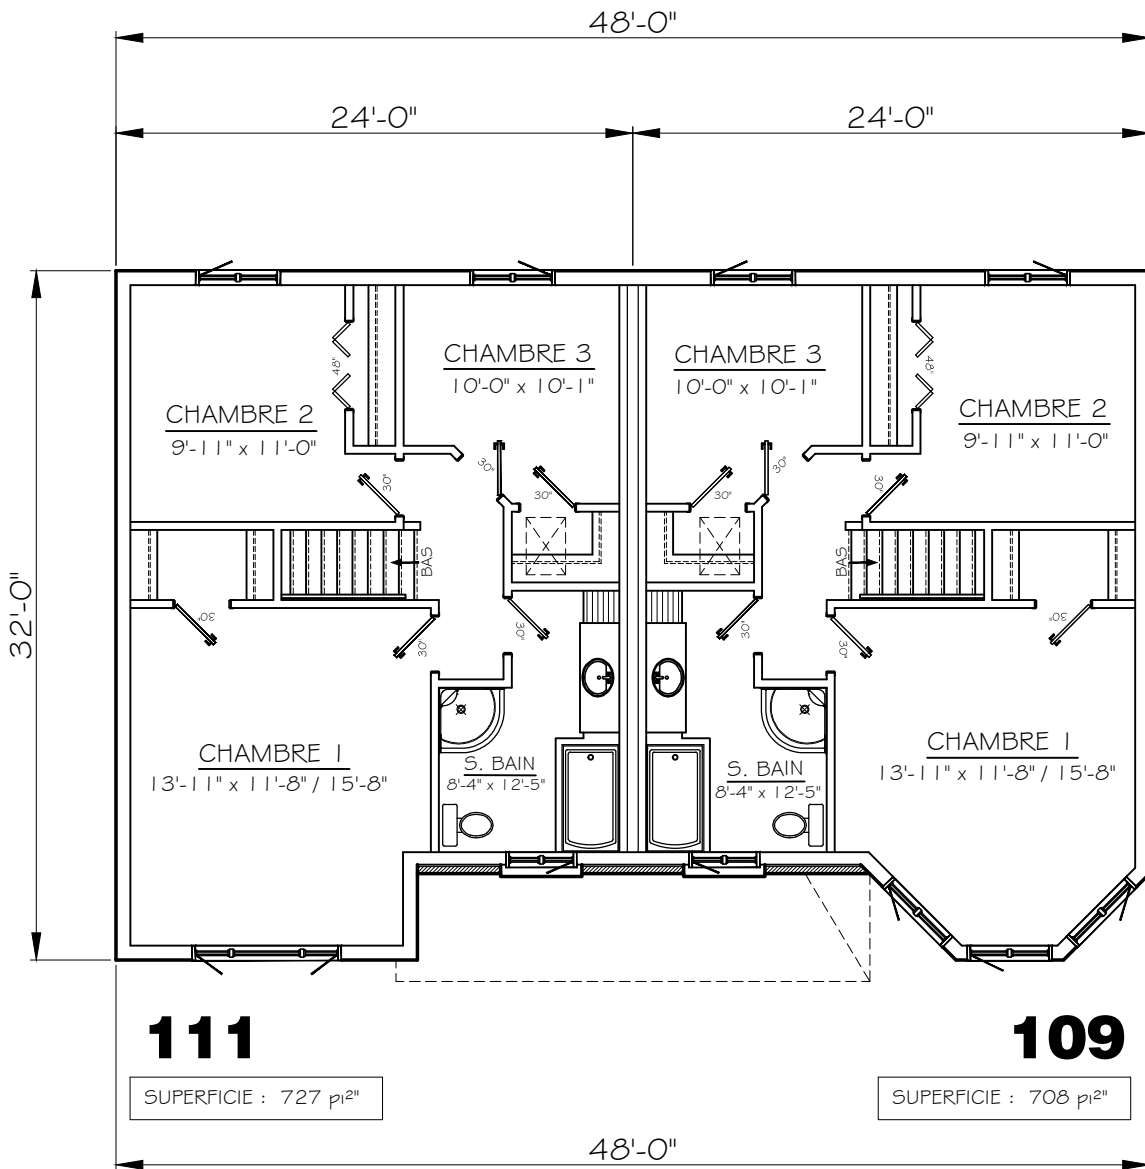 48'-0"
24'-0"
24'-0"
CHAMBRE 3
10'-0" x 10'-1"
CHAMBRE 3
10'-0" x 10'-1"
48"
48"
CHAMBRE 2
9'-11" x 11'-0"
CHAMBRE 2
9'-11" x 11'-0"
30"
30"
30"
30"
30"
30"
BAS
BAS
32'-0"
30"
30"
30"
30"
30"
30"
CHAMBRE 1
13'-11" x 11'-8" / 15'-8"
CHAMBRE 1
13'-11" x 11'-8" / 15'-8"
S. BAIN
8'-4" x 12'-5"
S. BAIN
8'-4" x 12'-5"
111
109
SUPERFICIE : 727 pi²"
SUPERFICIE : 708 pi²"
48'-0"